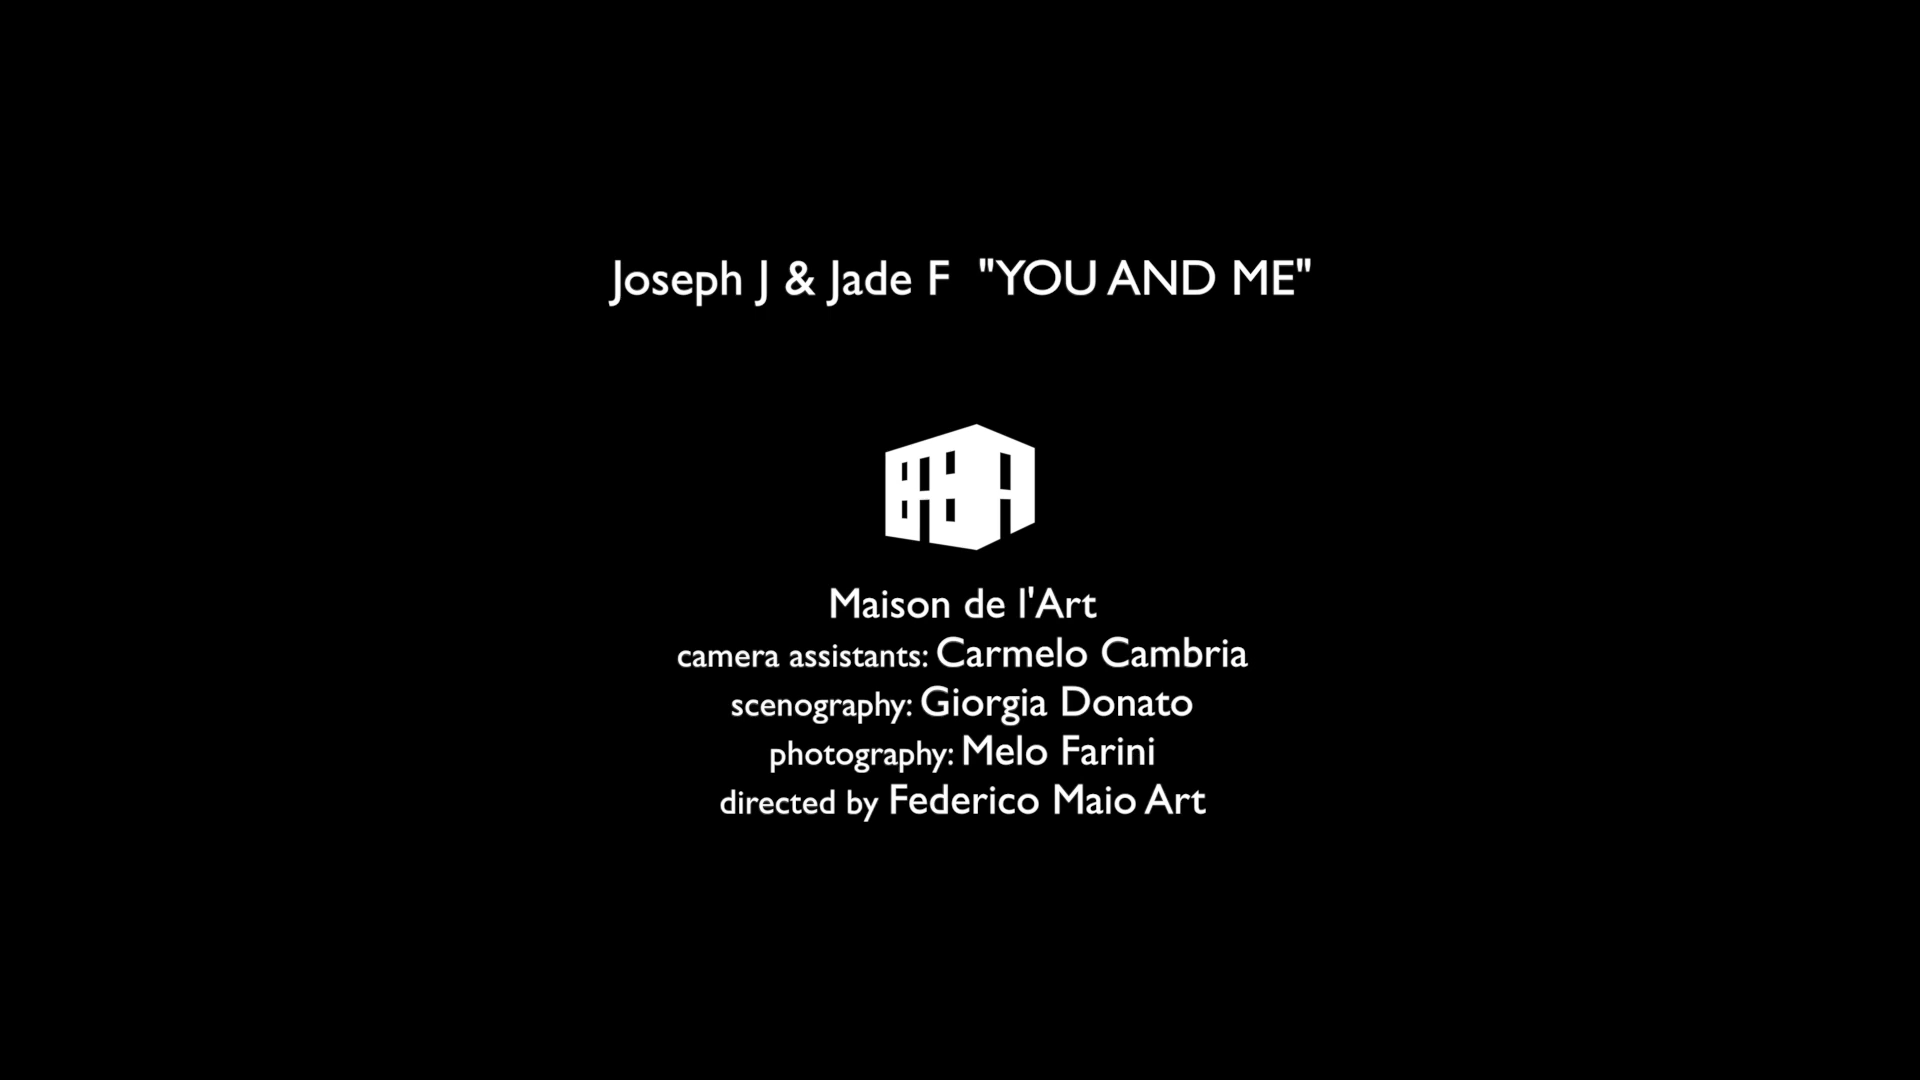 Joseph J & Jade F "YOU AND ME"
Maison de l'Art
camera assistants: Carmelo Cambria
scenography: Giorgia Donato
photography: Melo Farini
directed by Federico Maio Art